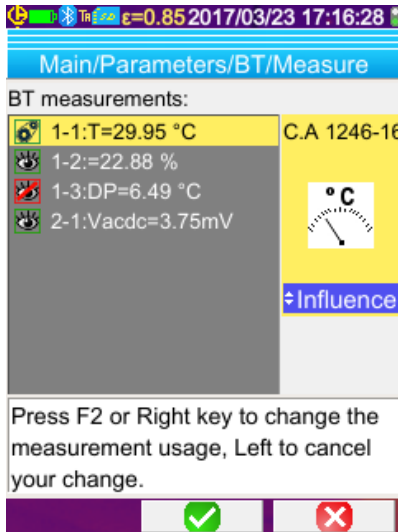 ε=0.85 2017/03/23 17:16:28
Main/Parameters/BT/Measure
BT measurements:
1-1:T=29.95 °C
1-2:=22.88 %
1-3:DP=6.49 °C
2-1:Vacdc=3.75mV
C.A 1246-16
°C
Influence
Press F2 or Right key to change the
measurement usage, Left to cancel
your change.